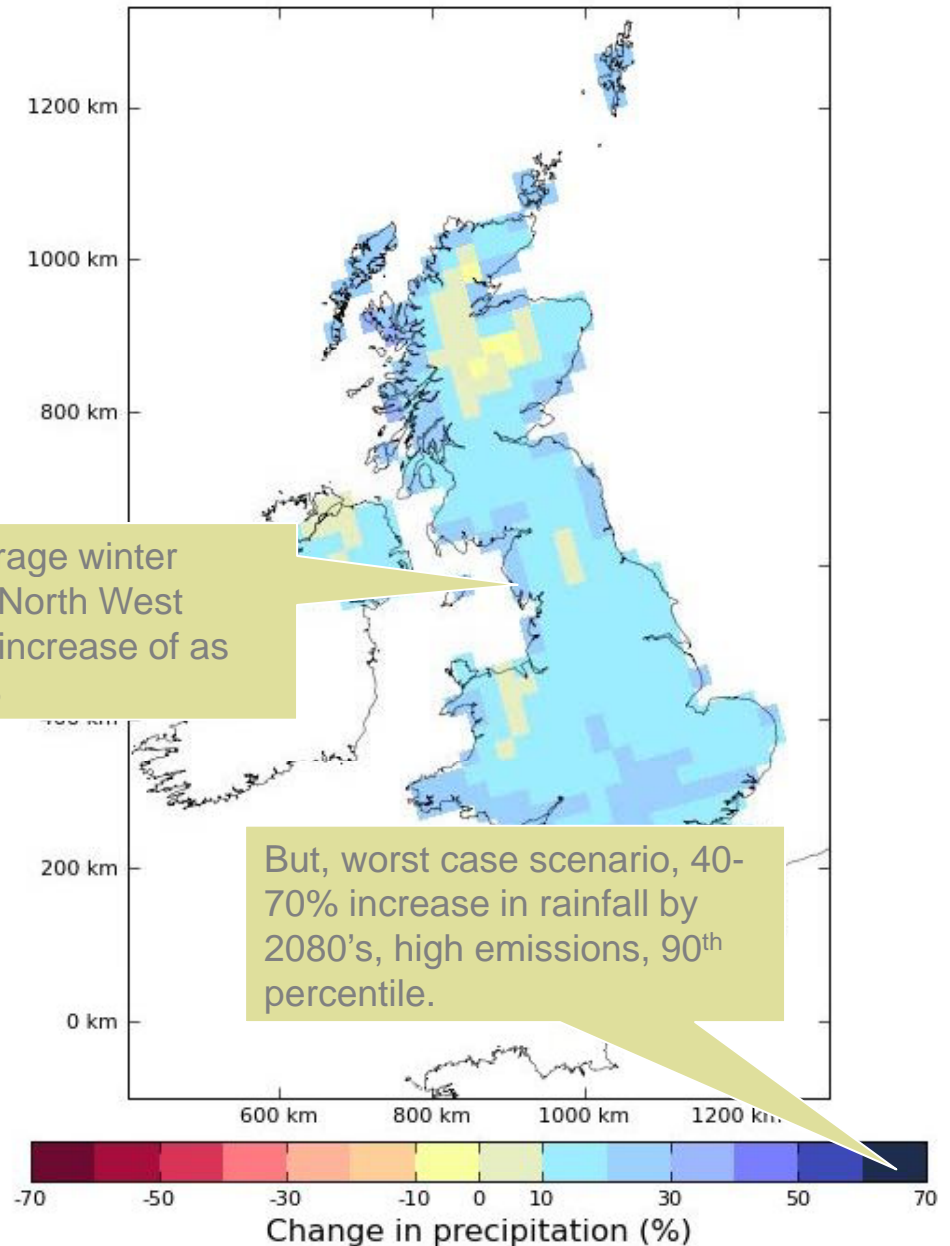 1200 km
1000 km
800 km
rage winter
North West
increase of as
200 km
But, worst case scenario, 40-
70% increase in rainfall by
2080’s, high emissions, 90th
percentile.
0 km
600 km 800 km 1000 km 1200 km
-70 -50 -30 -10 0 10 30 50 70
Change in precipitation (%)